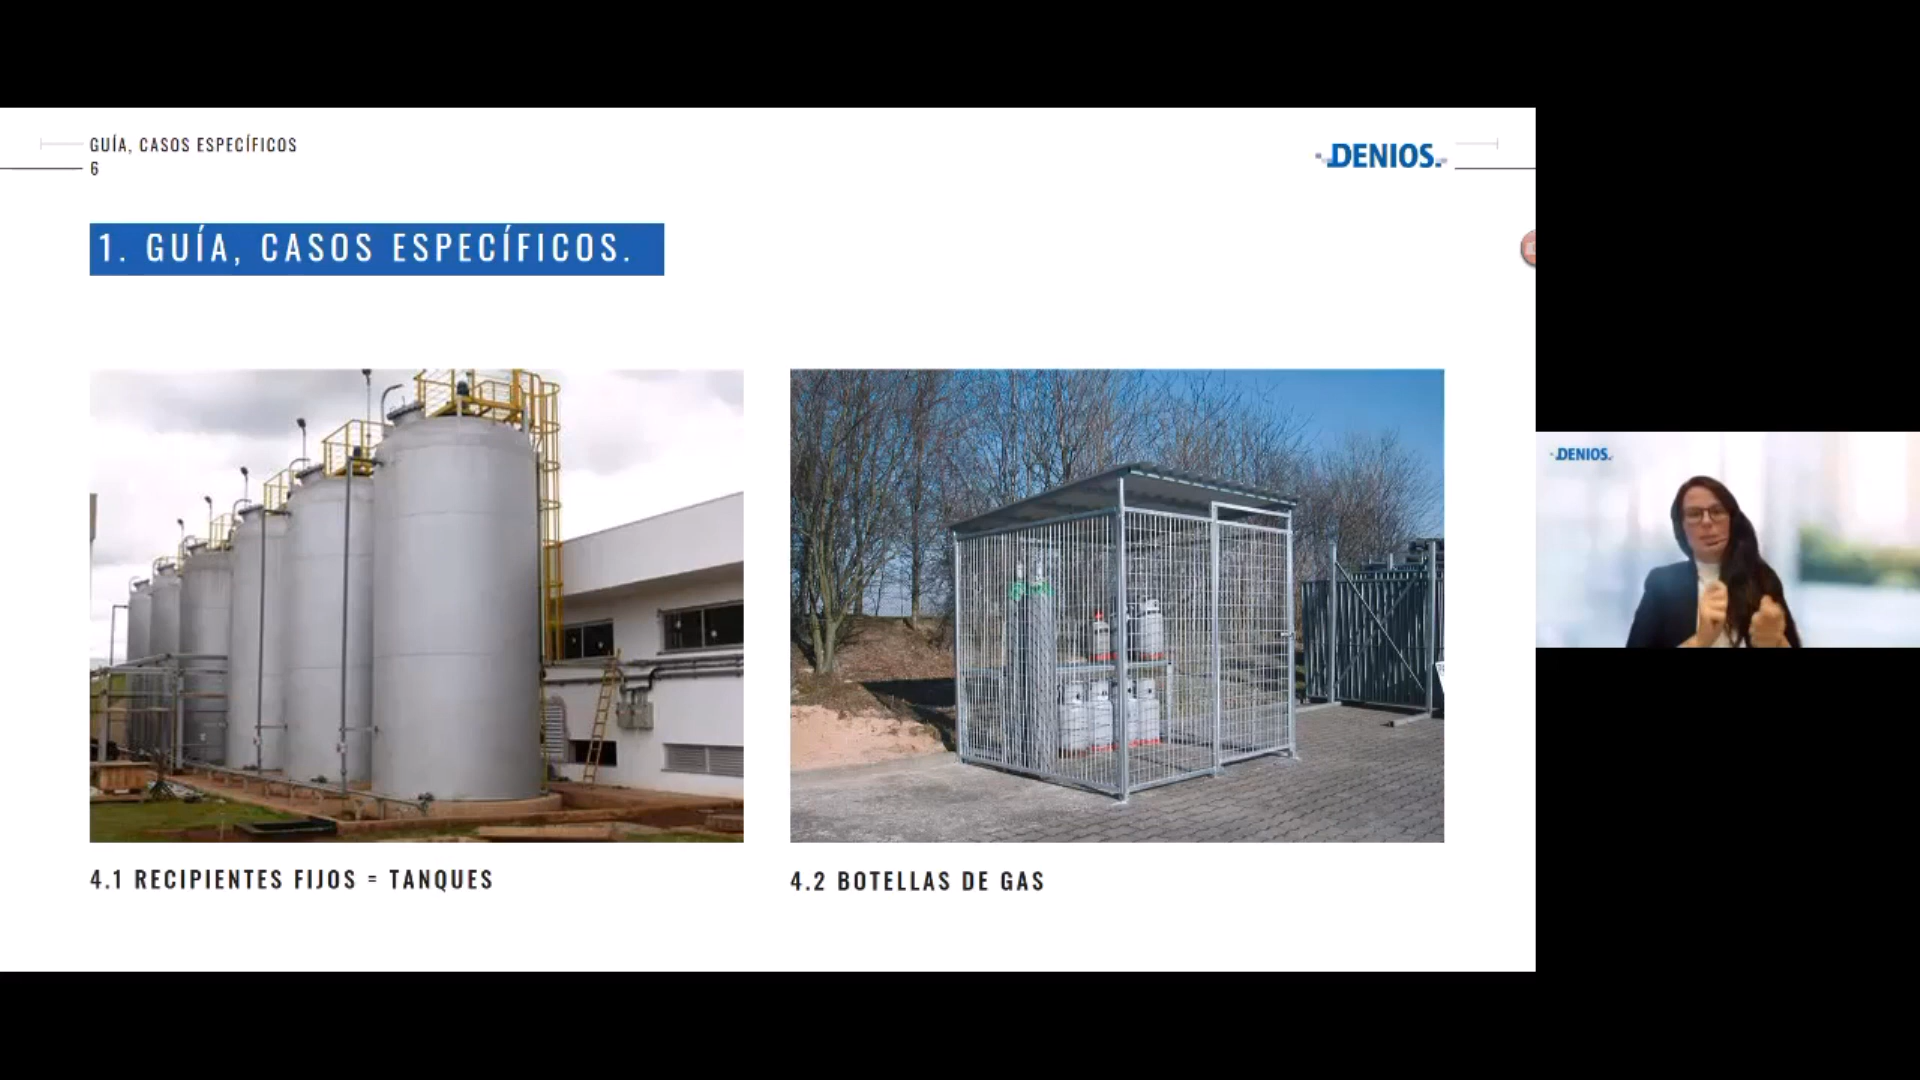 GUÍA, CASOS ESPECÍFICOS
6
DENIOS.
1. GUÍA, CASOS ESPECÍFICOS.
DENIOS.
4.1 RECIPIENTES FIJOS = TANQUES
4.2 BOTELLAS DE GAS